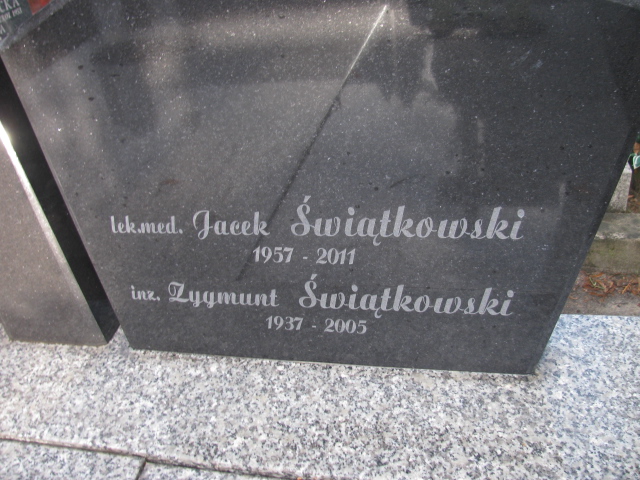 lek.med. Jacek Świątkowski
1957 - 2011
inż. Zygmunt Świątkowski
1937 - 2005